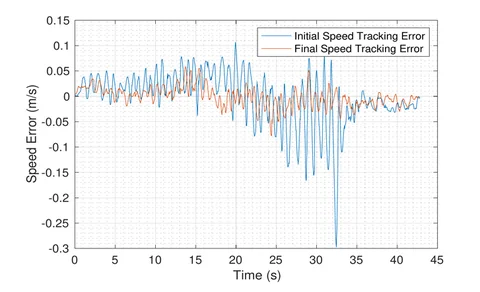 0.15
0.1
0.05
0
-0.05
-0.1
-0.15
-0.2
-0.25
-0.3
Speed Error (m/s)
Initial Speed Tracking Error
Final Speed Tracking Error
0 5 10 15 20 25 30 35 40 45
Time (s)